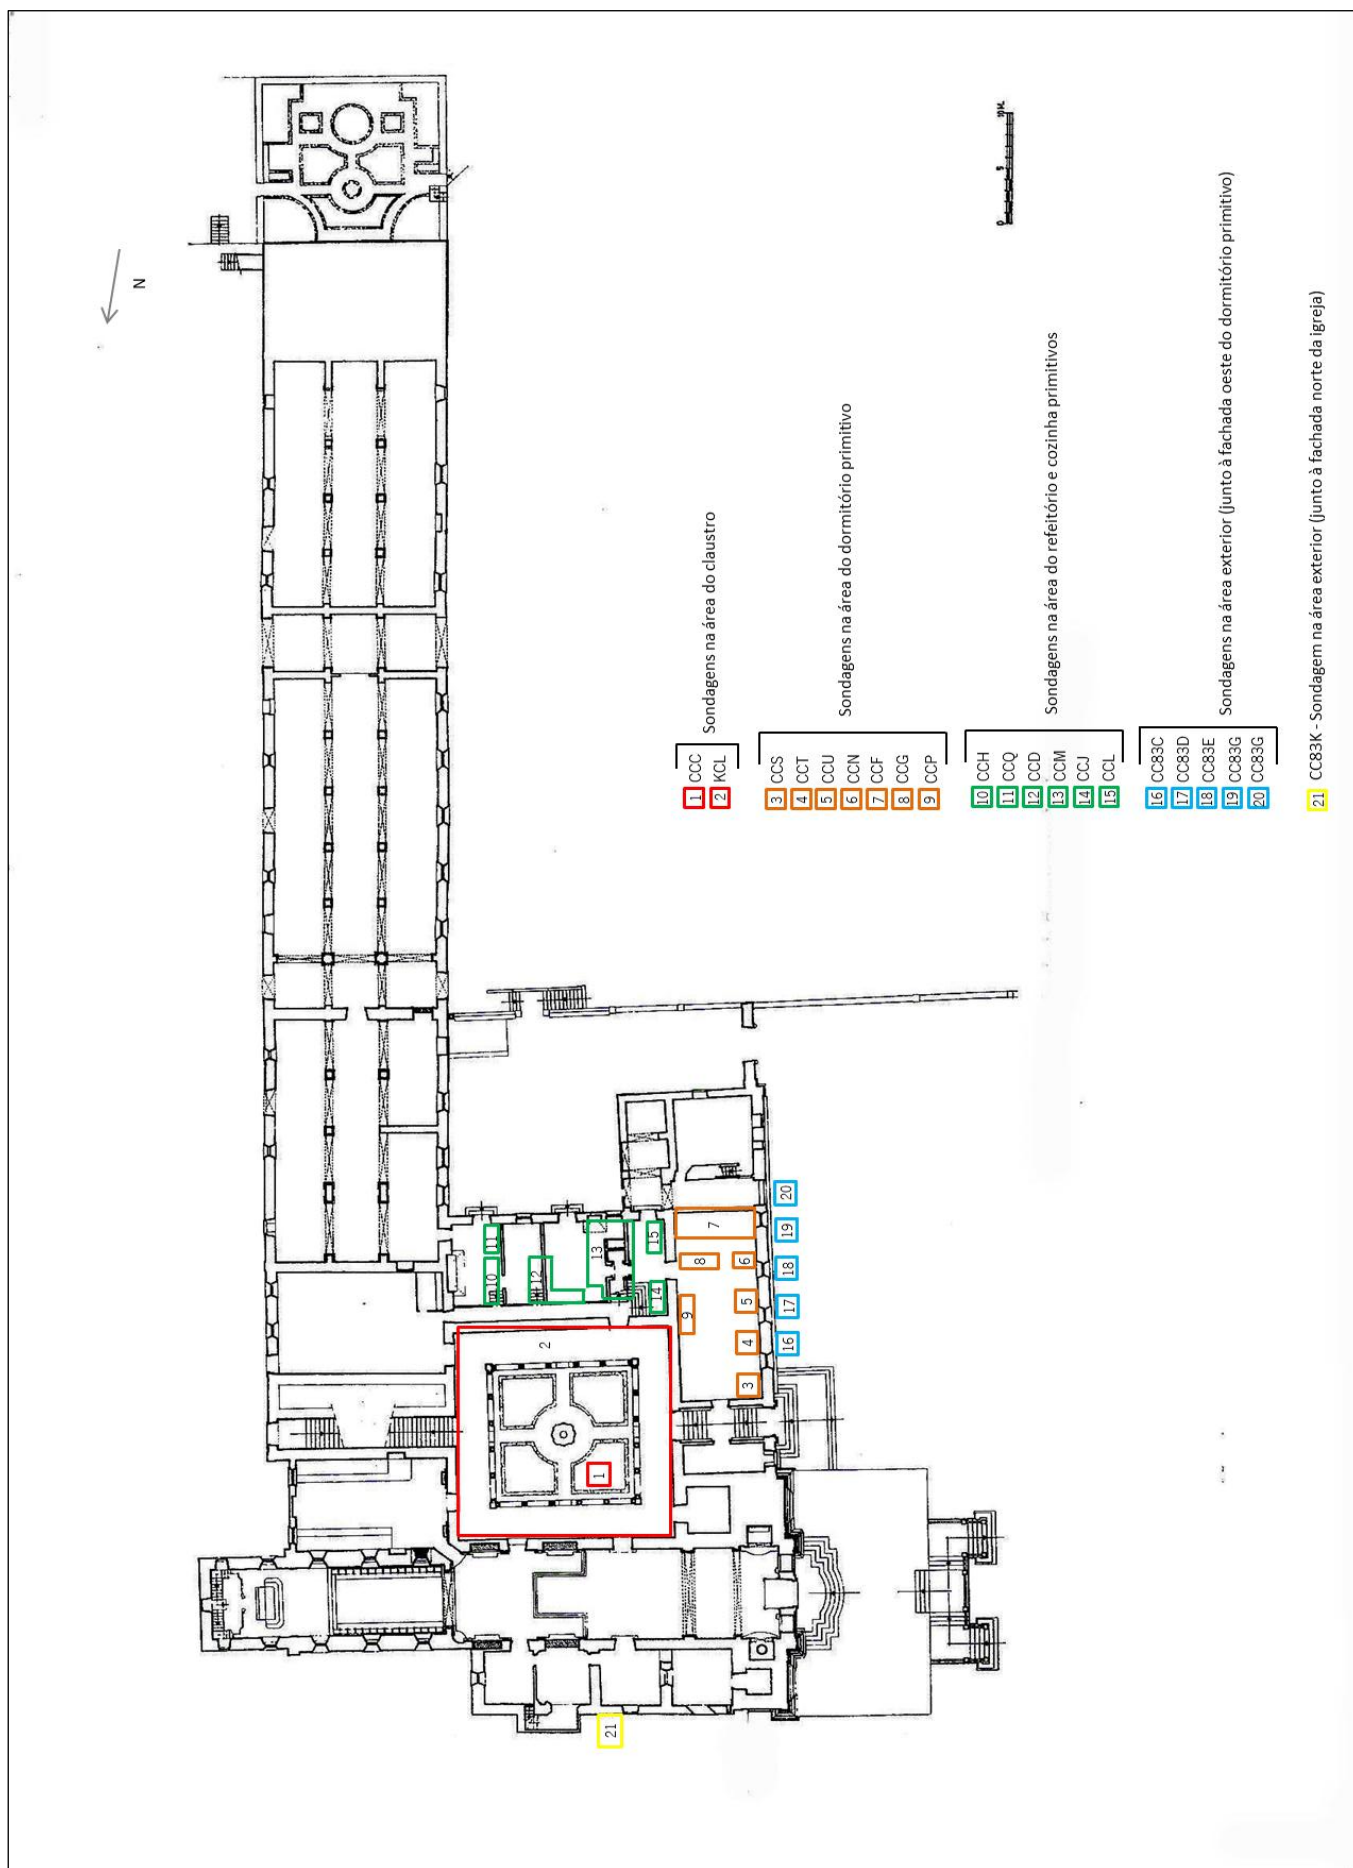 N
0 5 10 M.
1 CCC
2 KCL
Sondagens na área do claustro
3 CCS
4 CCT
5 CCU
6 CCN
7 CCF
8 CCG
9 CCP
Sondagens na área do dormitório primitivo
10 CCH
11 CCQ
12 CCD
13 CCM
14 CCJ
15 CCL
Sondagens na área do refeitório e cozinha primitivos
16 CC83C
17 CC83D
18 CC83E
19 CC83G
20 CC83G
Sondagens na área exterior (junto à fachada oeste do dormitório primitivo)
21 CC83K - Sondagem na área exterior (junto à fachada norte da igreja)
1
2
3
4
5
6
7
8
9
10
11
12
13
14
15
16
17
18
19
20
21